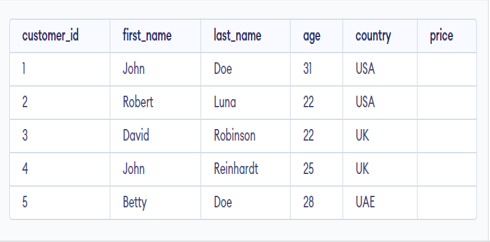 customer_id first_name last_name age country price
1 John Doe 31 USA
2 Robert Luna 22 USA
3 David Robinson 22 UK
4 John Reinhardt 25 UK
5 Betty Doe 28 UAE